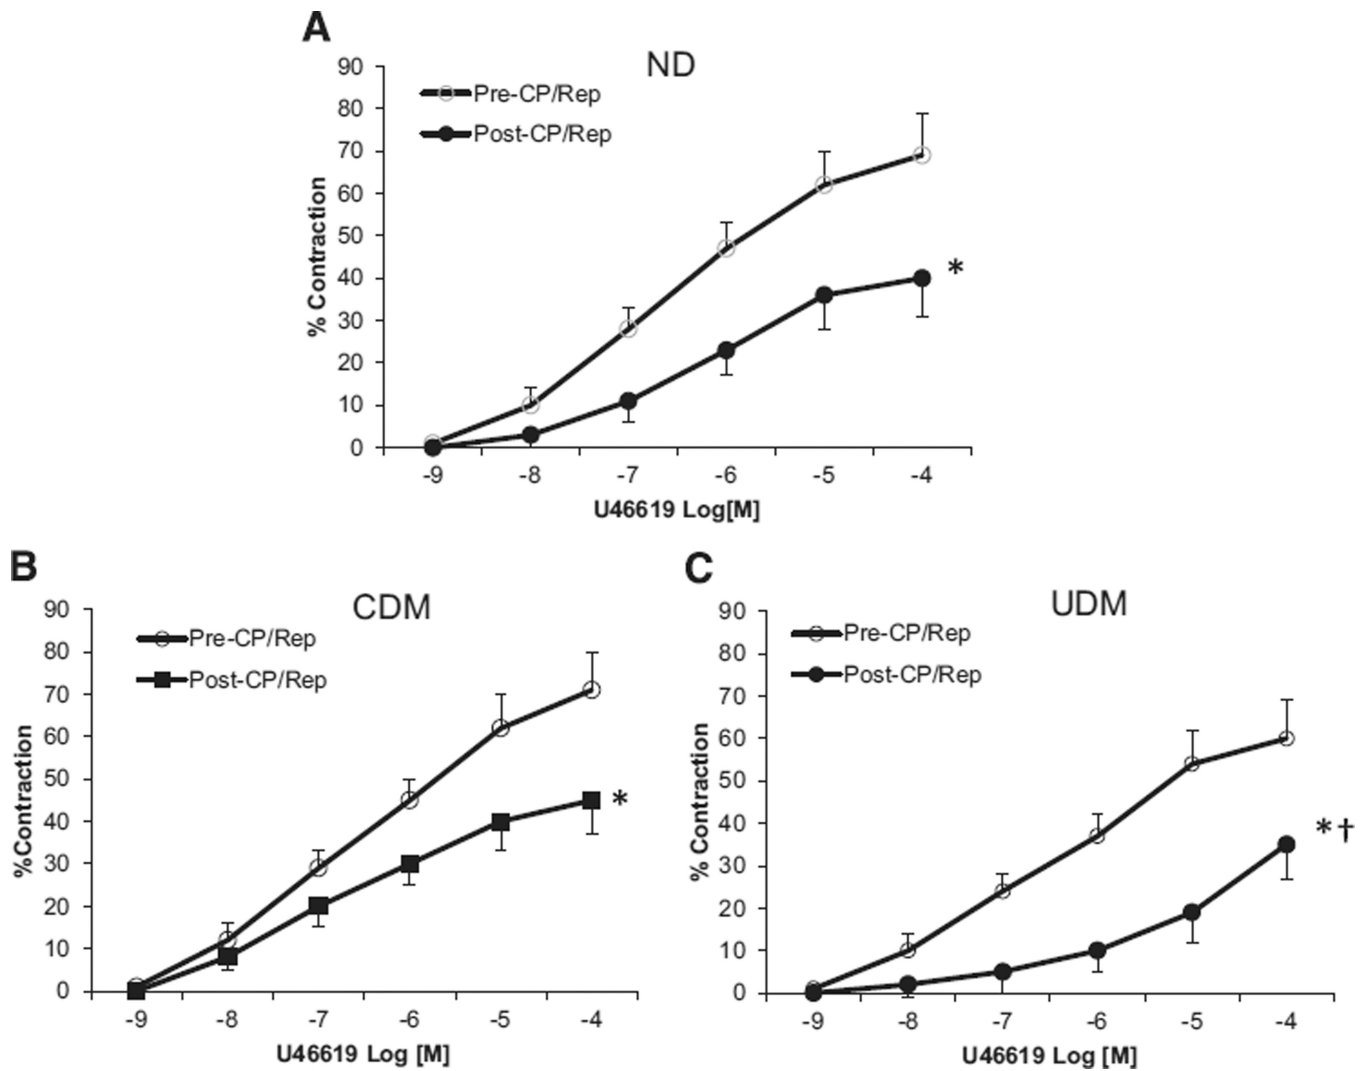 A
ND
Pre-CP/Rep
Post-CP/Rep
% Contraction
90
80
70
60
50
40
30
20
10
0
*
-9 -8 -7 -6 -5 -4
U46619 Log[M]
B
CDM
Pre-CP/Rep
Post-CP/Rep
%Contraction
90
80
70
60
50
40
30
20
10
0
*
-9 -8 -7 -6 -5 -4
U46619 Log [M]
C
UDM
Pre-CP/Rep
Post-CP/Rep
% Contraction
90
80
70
60
50
40
30
20
10
0
*†
-9 -8 -7 -6 -5 -4
U46619 Log [M]